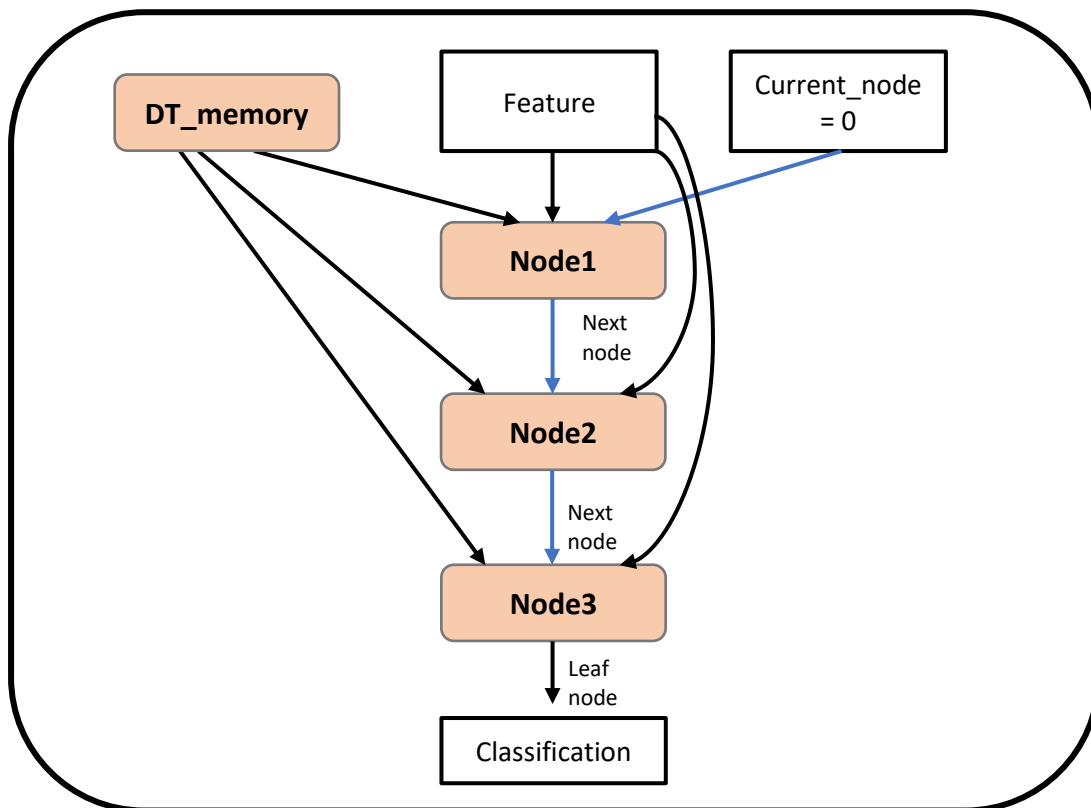 DT_memory
Feature
Current_node
= 0
Node1
Next
node
Node2
Next
node
Node3
Leaf
node
Classification